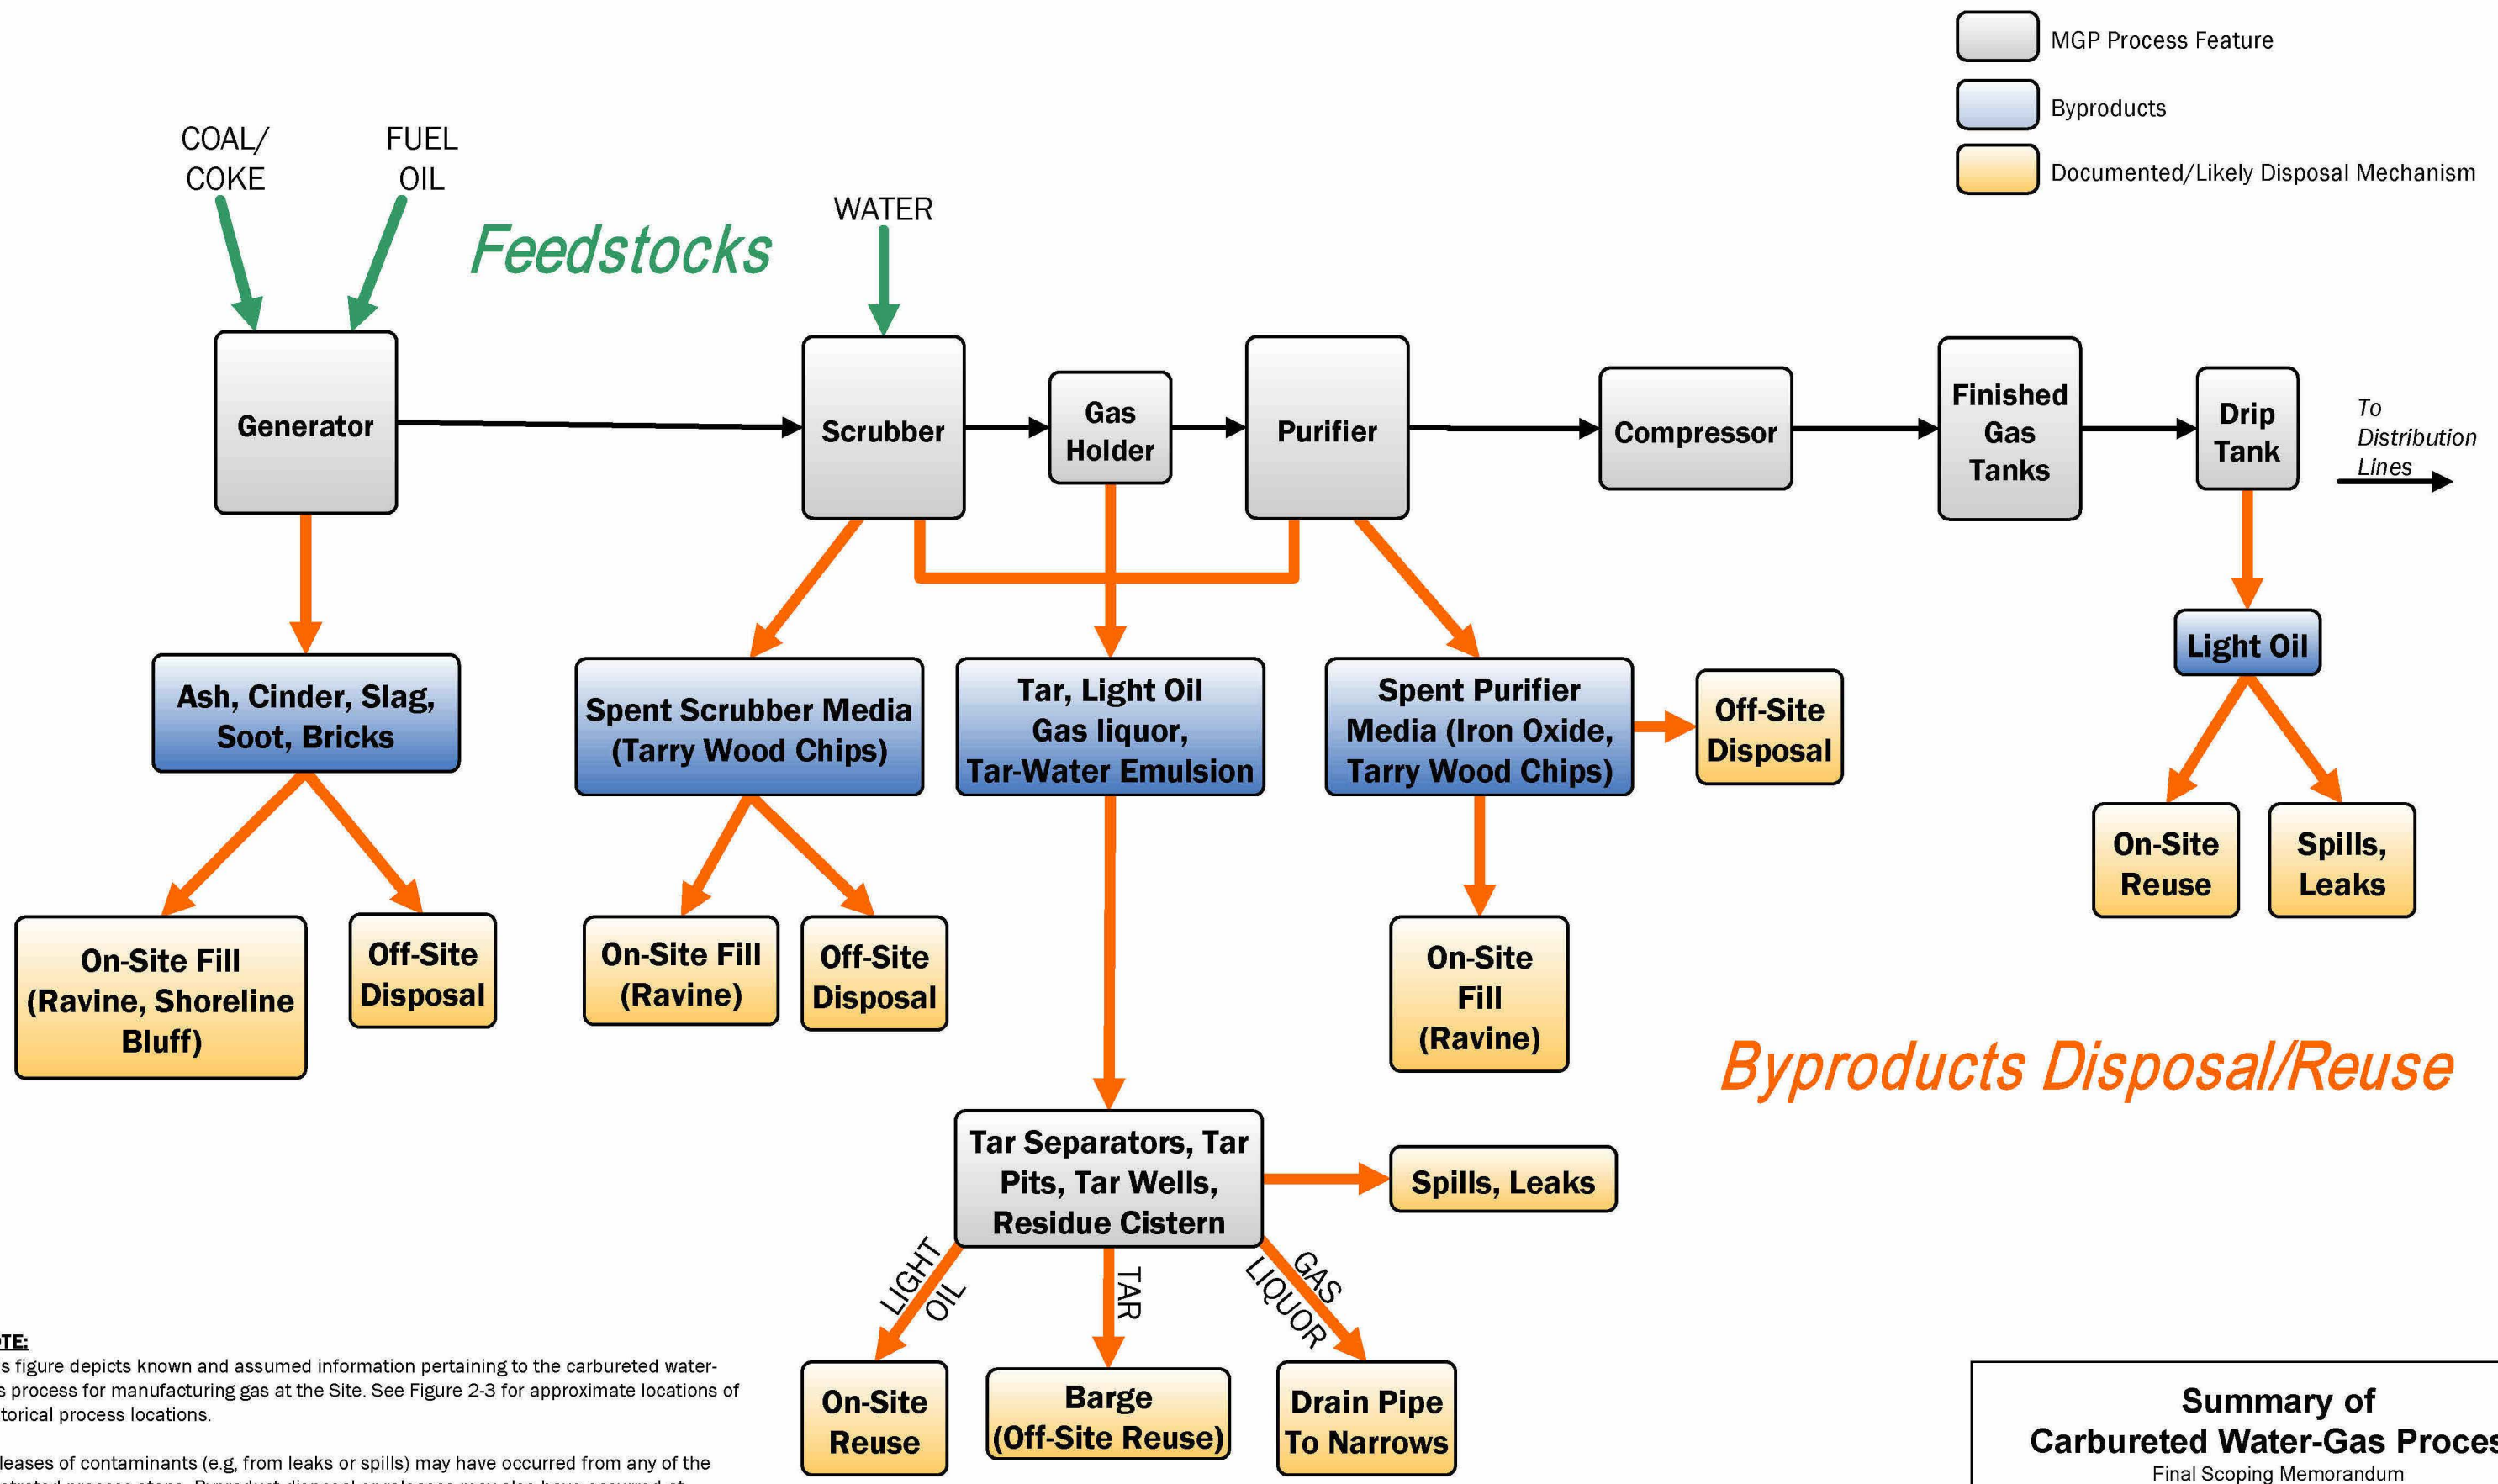 MGP Process Feature
Byproducts
Documented/Likely Disposal Mechanism
COAL/
COKE
FUEL
OIL
Feedstocks
WATER
Generator
Scrubber
Gas
Holder
Purifier
Compressor
Finished
Gas
Tanks
Drip
Tank
To
Distribution
Lines
Ash, Cinder, Slag,
Soot, Bricks
Spent Scrubber Media
(Tarry Wood Chips)
Tar, Light Oil
Gas liquor,
Tar-Water Emulsion
Spent Purifier
Media (Iron Oxide,
Tarry Wood Chips)
Off-Site
Disposal
Light Oil
On-Site
Reuse
Spills,
Leaks
On-Site Fill
(Ravine, Shoreline
Bluff)
Off-Site
Disposal
On-Site Fill
(Ravine)
Off-Site
Disposal
On-Site
Fill
(Ravine)
Byproducts Disposal/Reuse
Tar Separators, Tar
Pits, Tar Wells,
Residue Cistern
Spills, Leaks
LIGHT
OIL
TAR
GAS
LIQUOR
On-Site
Reuse
Barge
(Off-Site Reuse)
Drain Pipe
To Narrows
OTE:
s figure depicts known and assumed information pertaining to the carbureted water-
s process for manufacturing gas at the Site. See Figure 2-3 for approximate locations of
torical process locations.
leases of contaminants (e.g, from leaks or spills) may have occurred from any of the
Summary of
Carbureted Water-Gas Proces
Final Scoping Memorandum